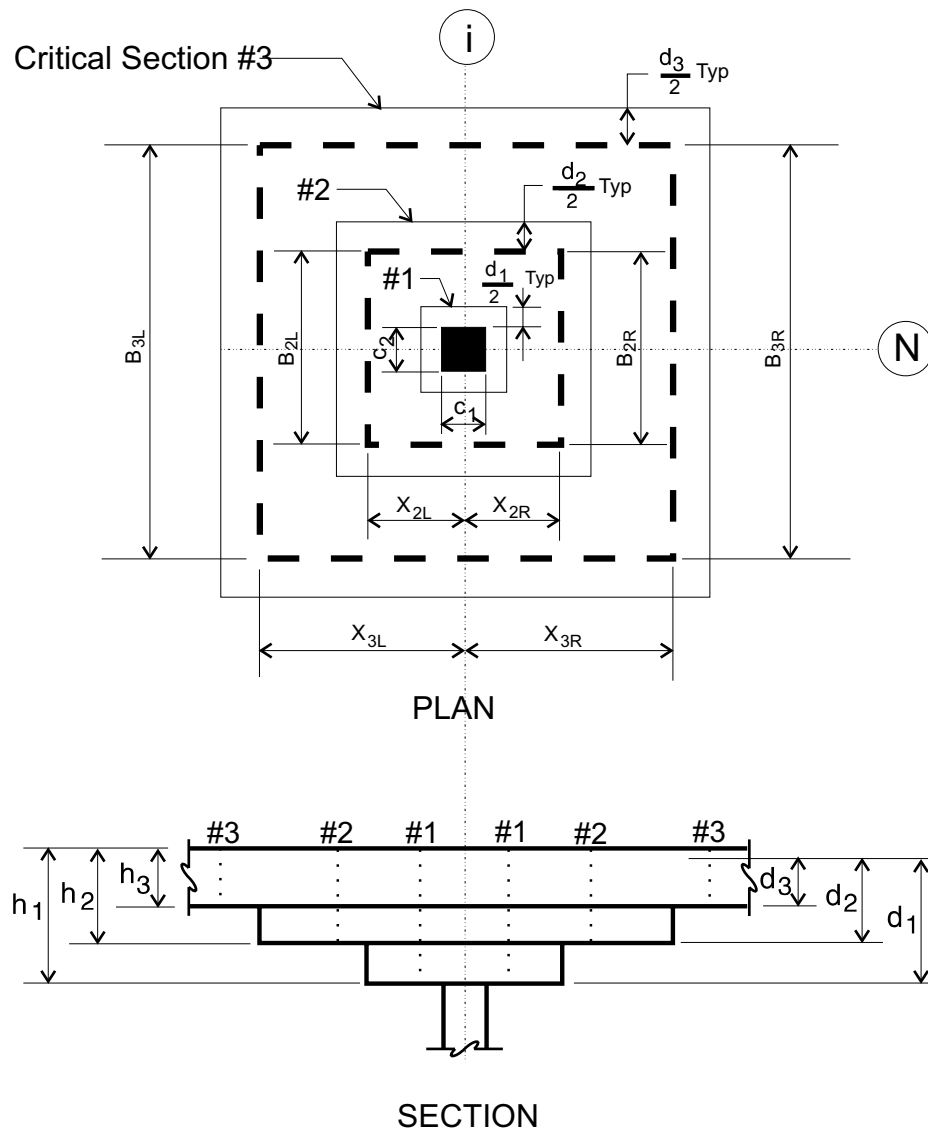 i
Critical Section #3
d3/2 Typ
#2
d2/2 Typ
#1
d1/2 Typ
B3L
B2L
c2
B2R
B3R
N
c1
X2L
X2R
X3L
X3R
PLAN
#3 #2 #1 #1 #2 #3
h1
h2
h3
d3
d2
d1
SECTION